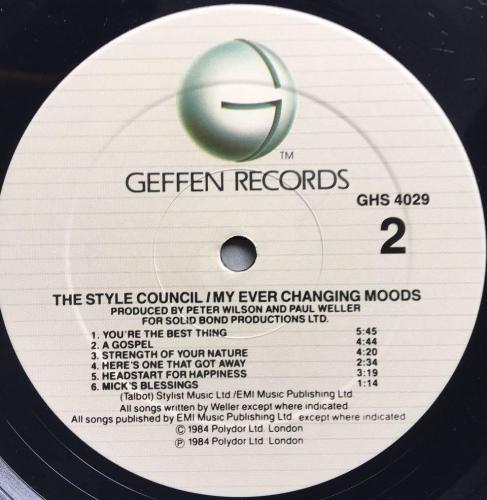 G
TM
GEFFEN RECORDS
GHS 4029
2
THE STYLE COUNCIL / MY EVER CHANGING MOODS
PRODUCED BY PETER WILSON AND PAUL WELLER
FOR SOLID BOND PRODUCTIONS LTD.
1. YOU'RE THE BEST THING 5:45
2. A GOSPEL 4:44
3. STRENGTH OF YOUR NATURE 4:20
4. HERE'S ONE THAT GOT AWAY 2:34
5. HEADSTART FOR HAPPINESS 3:19
6. MICK'S BLESSINGS 1:14
(Talbot) Stylist Music Ltd./EMI Music Publishing Ltd.
All songs written by Weller except where indicated.
All songs published by EMI Music Publishing Ltd. except where indicated
© 1984 Polydor Ltd. London
℗ 1984 Polydor Ltd. London